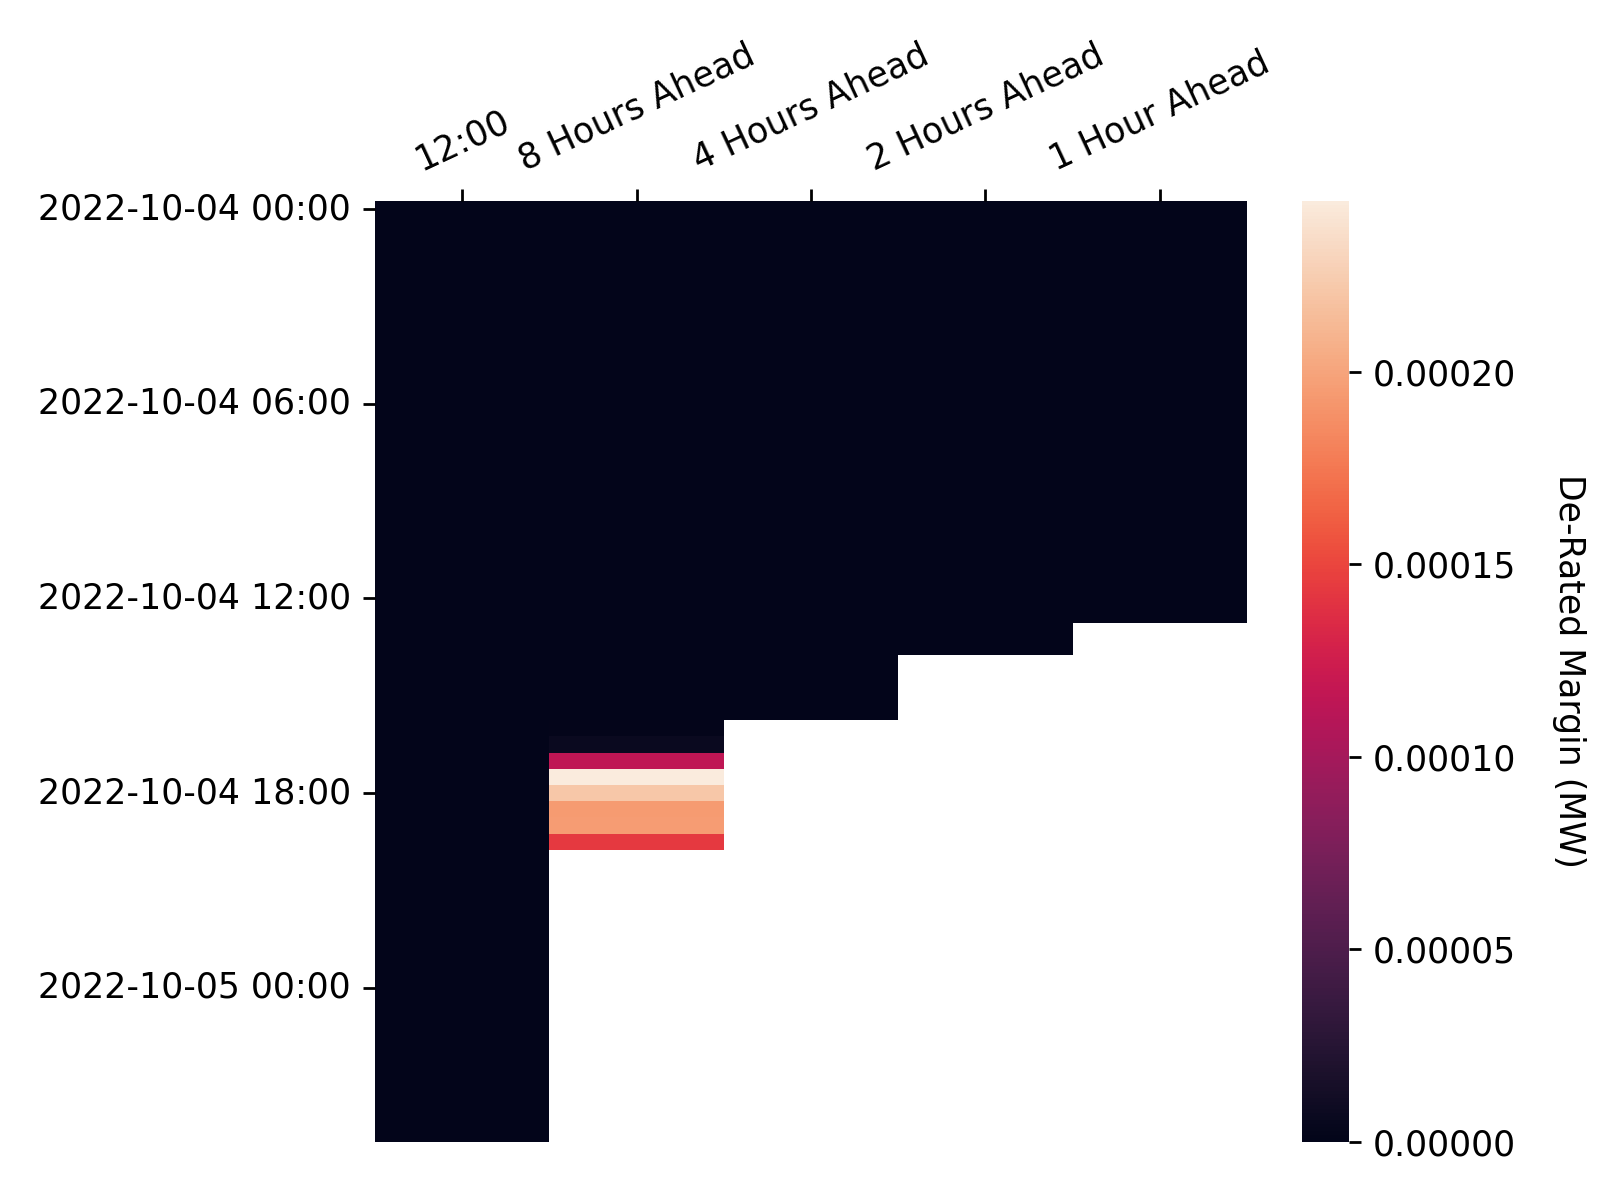 12:00
8 Hours Ahead
4 Hours Ahead
2 Hours Ahead
1 Hour Ahead
2022-10-04 00:00
2022-10-04 06:00
2022-10-04 12:00
2022-10-04 18:00
2022-10-05 00:00
0.00020
0.00015
0.00010
0.00005
0.00000
De-Rated Margin (MW)